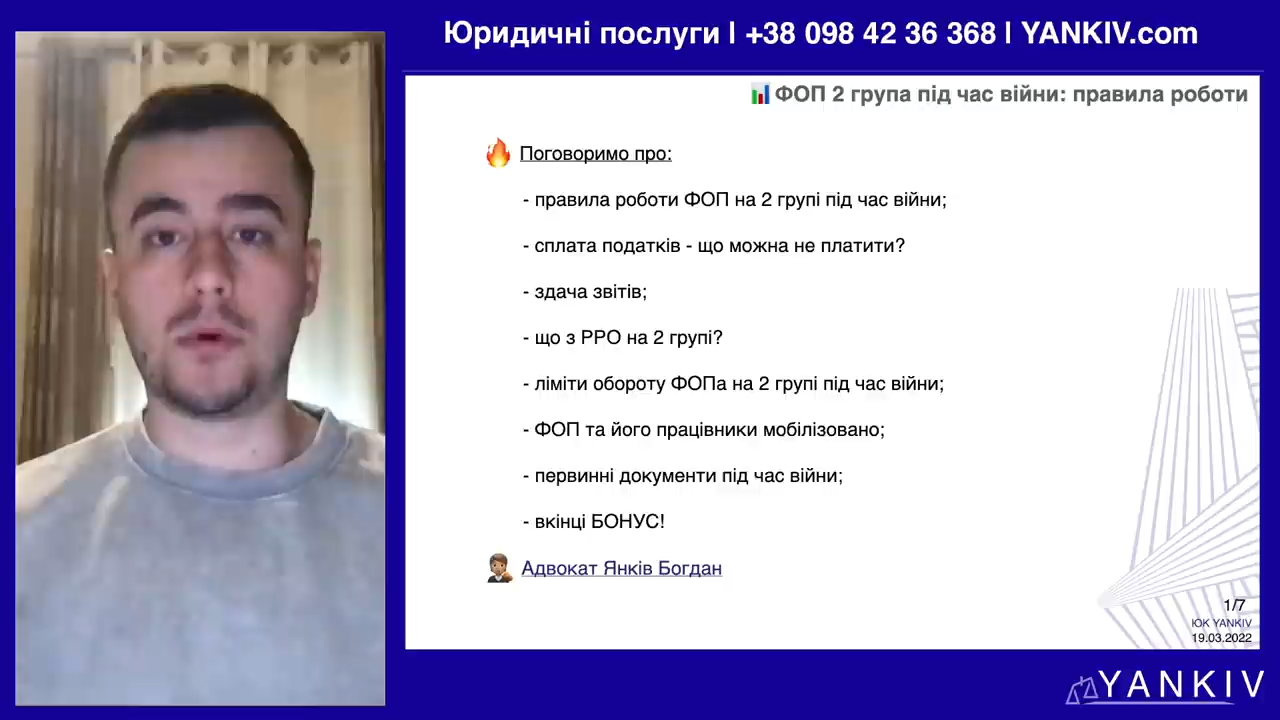 Юридичні послуги | +38 098 42 36 368 | YANKIV.com
ФОП 2 група під час війни: правила роботи
Поговоримо про:
- правила роботи ФОП на 2 групі під час війни;
- сплата податків - що можна не платити?
- здача звітів;
- що з РРО на 2 групі?
- ліміти обороту ФОПа на 2 групі під час війни;
- ФОП та його працівники мобілізовано;
- первинні документи під час війни;
- вкінці БОНУС!
Адвокат Янків Богдан
1/7
ЮК YANKIV
19.03.2022
YANKIV